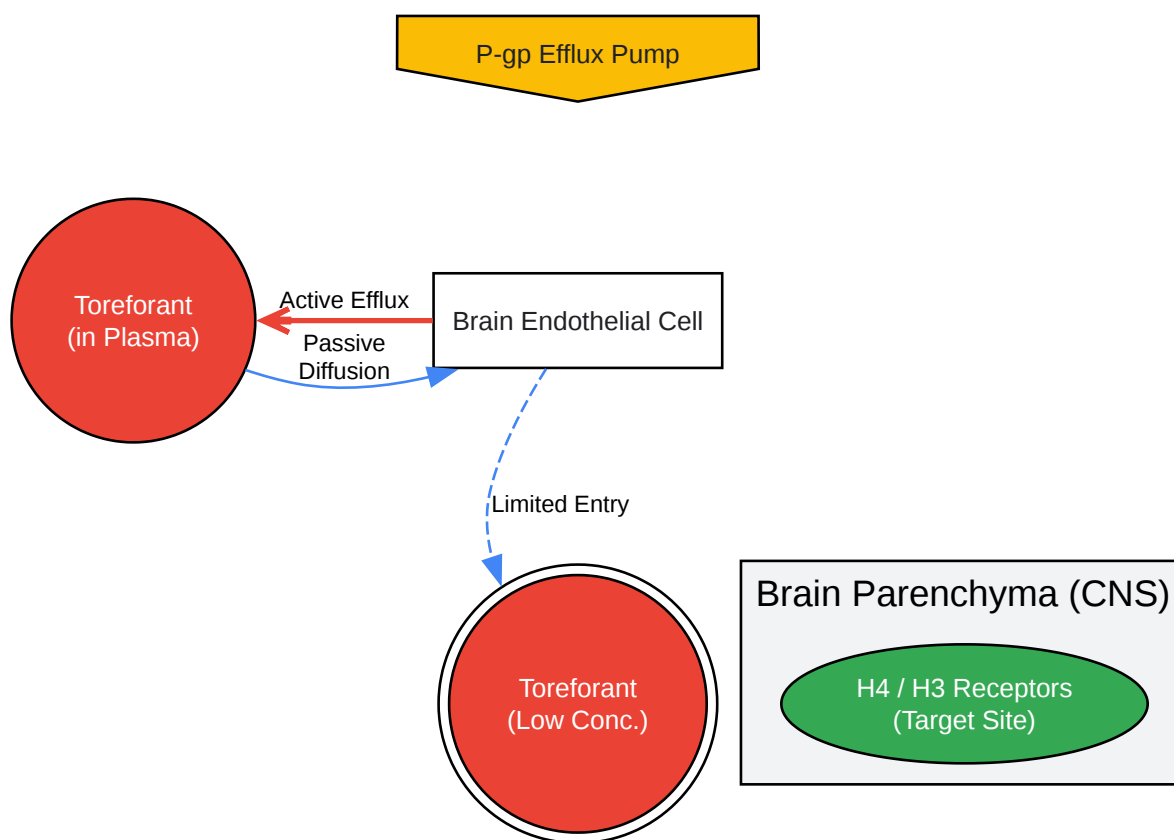 P-gp Efflux Pump
Toreforant
(in Plasma)
Active Efflux
Passive
Diffusion
Brain Endothelial Cell
Limited Entry
Toreforant
(Low Conc.)
Brain Parenchyma (CNS)
H4 / H3 Receptors
(Target Site)